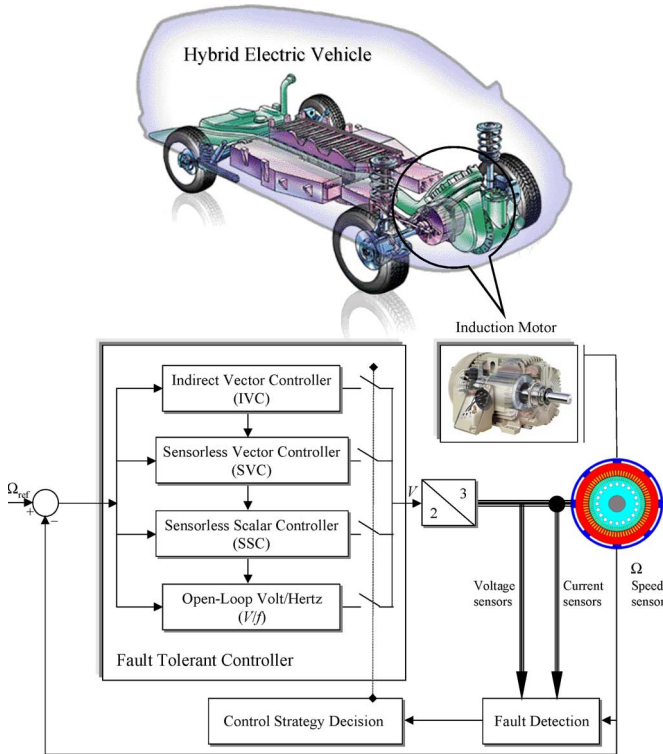 Hybrid Electric Vehicle
Induction Motor
Indirect Vector Controller
(IVC)
Sensorless Vector Controller
(SVC)
Sensorless Scalar Controller
(SSC)
Open-Loop Volt/Hertz
(V/f)
Fault Tolerant Controller
Ωref
+
−
V
3
2
Voltage
sensors
Current
sensors
Ω
Speed
sensor
Control Strategy Decision
Fault Detection